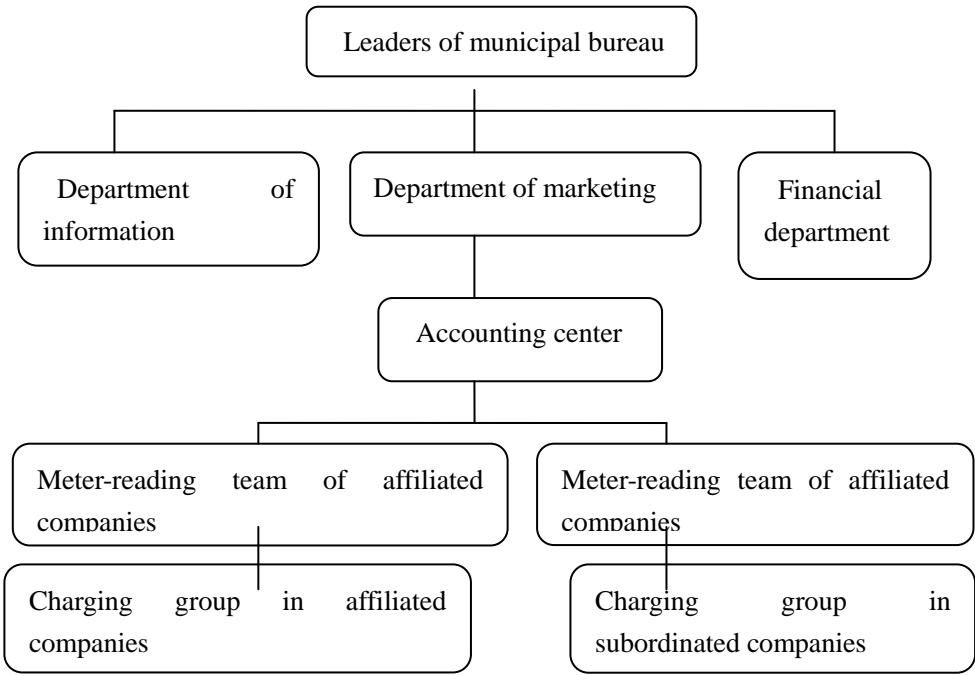 Leaders of municipal bureau
Department of
information
Department of marketing
Financial
department
Accounting center
Meter-reading team of affiliated
companies
Meter-reading team of affiliated
companies
Charging group in affiliated
companies
Charging group in
subordinated companies